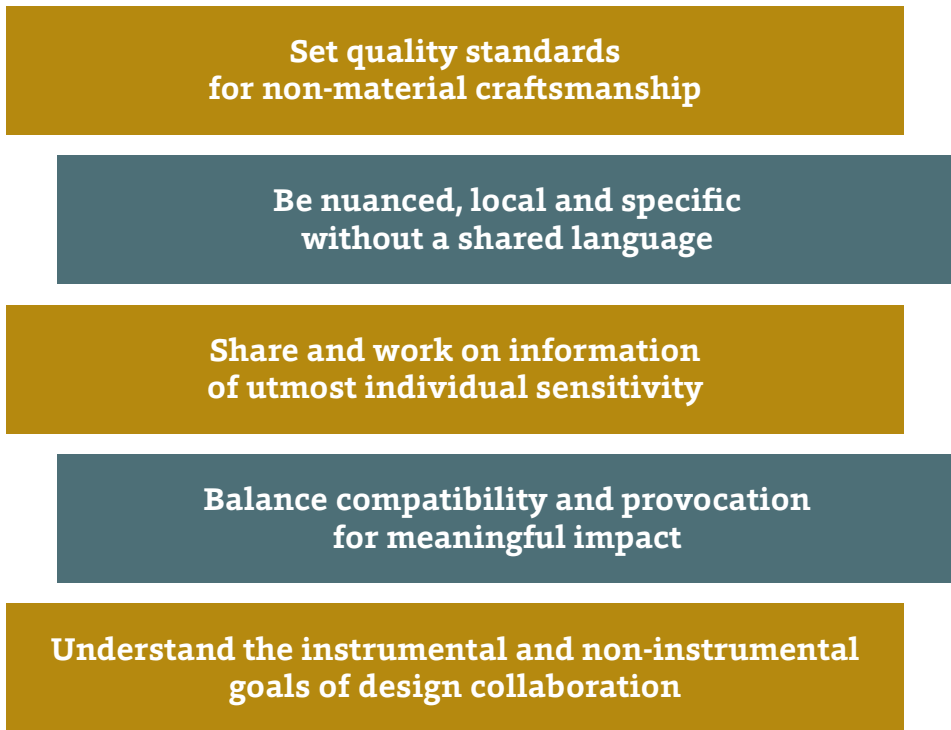 Set quality standards
for non-material craftsmanship
Be nuanced, local and specific
without a shared language
Share and work on information
of utmost individual sensitivity
Balance compatibility and provocation
for meaningful impact
Understand the instrumental and non-instrumental
goals of design collaboration